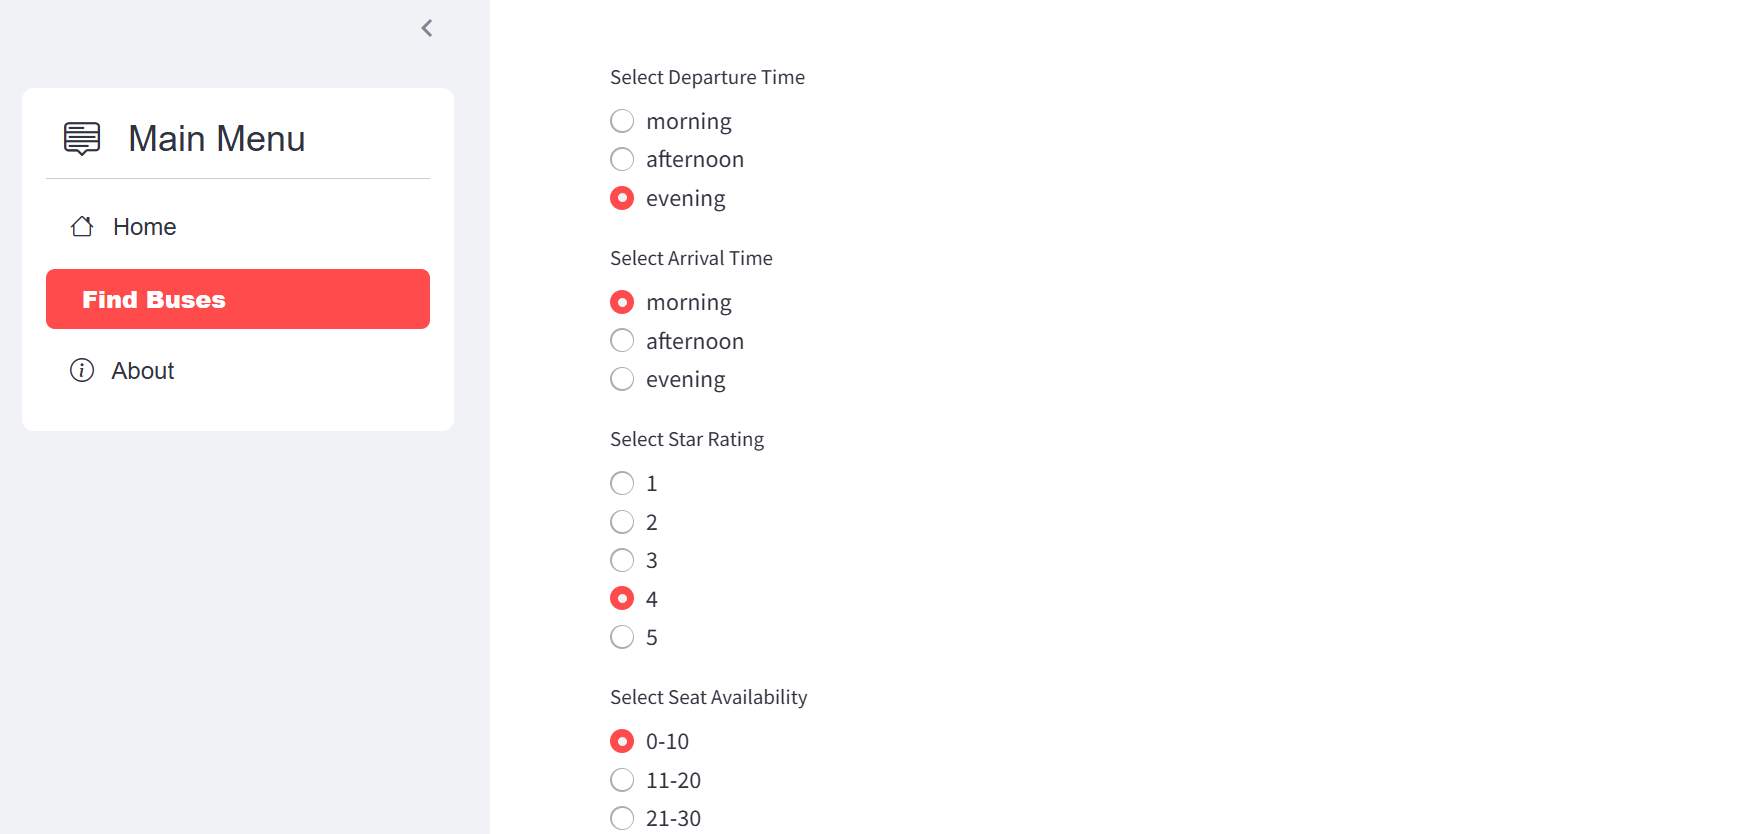 Main Menu
Home
Find Buses
About
Select Departure Time
morning
afternoon
evening
Select Arrival Time
morning
afternoon
evening
Select Star Rating
1
2
3
4
5
Select Seat Availability
0-10
11-20
21-30